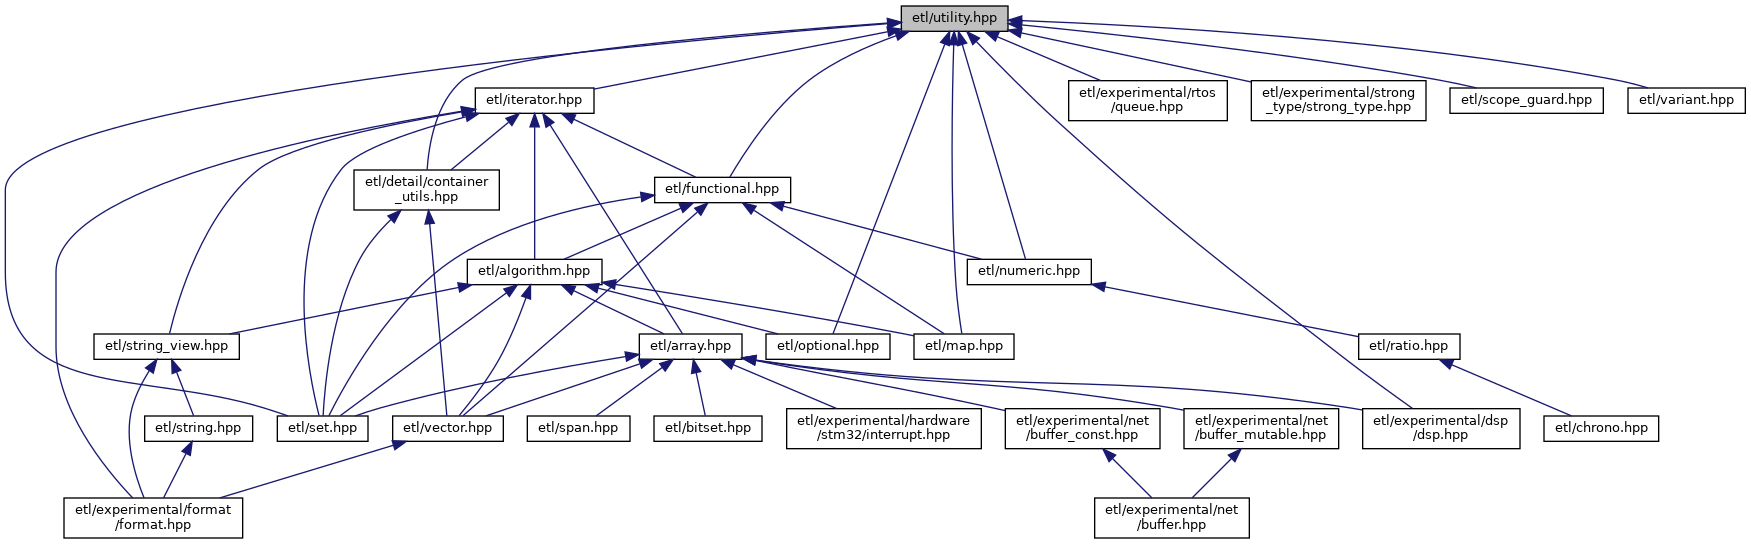 etl/utility.hpp
etl/iterator.hpp
etl/experimental/rtos
/queue.hpp
etl/experimental/strong
_type/strong_type.hpp
etl/scope_guard.hpp
etl/variant.hpp
etl/detail/container
_utils.hpp
etl/functional.hpp
etl/algorithm.hpp
etl/numeric.hpp
etl/string_view.hpp
etl/array.hpp
etl/optional.hpp
etl/map.hpp
etl/ratio.hpp
etl/string.hpp
etl/set.hpp
etl/vector.hpp
etl/span.hpp
etl/bitset.hpp
etl/experimental/hardware
/stm32/interrupt.hpp
etl/experimental/net
/buffer_const.hpp
etl/experimental/net
/buffer_mutable.hpp
etl/experimental/dsp
/dsp.hpp
etl/chrono.hpp
etl/experimental/format
/format.hpp
etl/experimental/net
/buffer.hpp